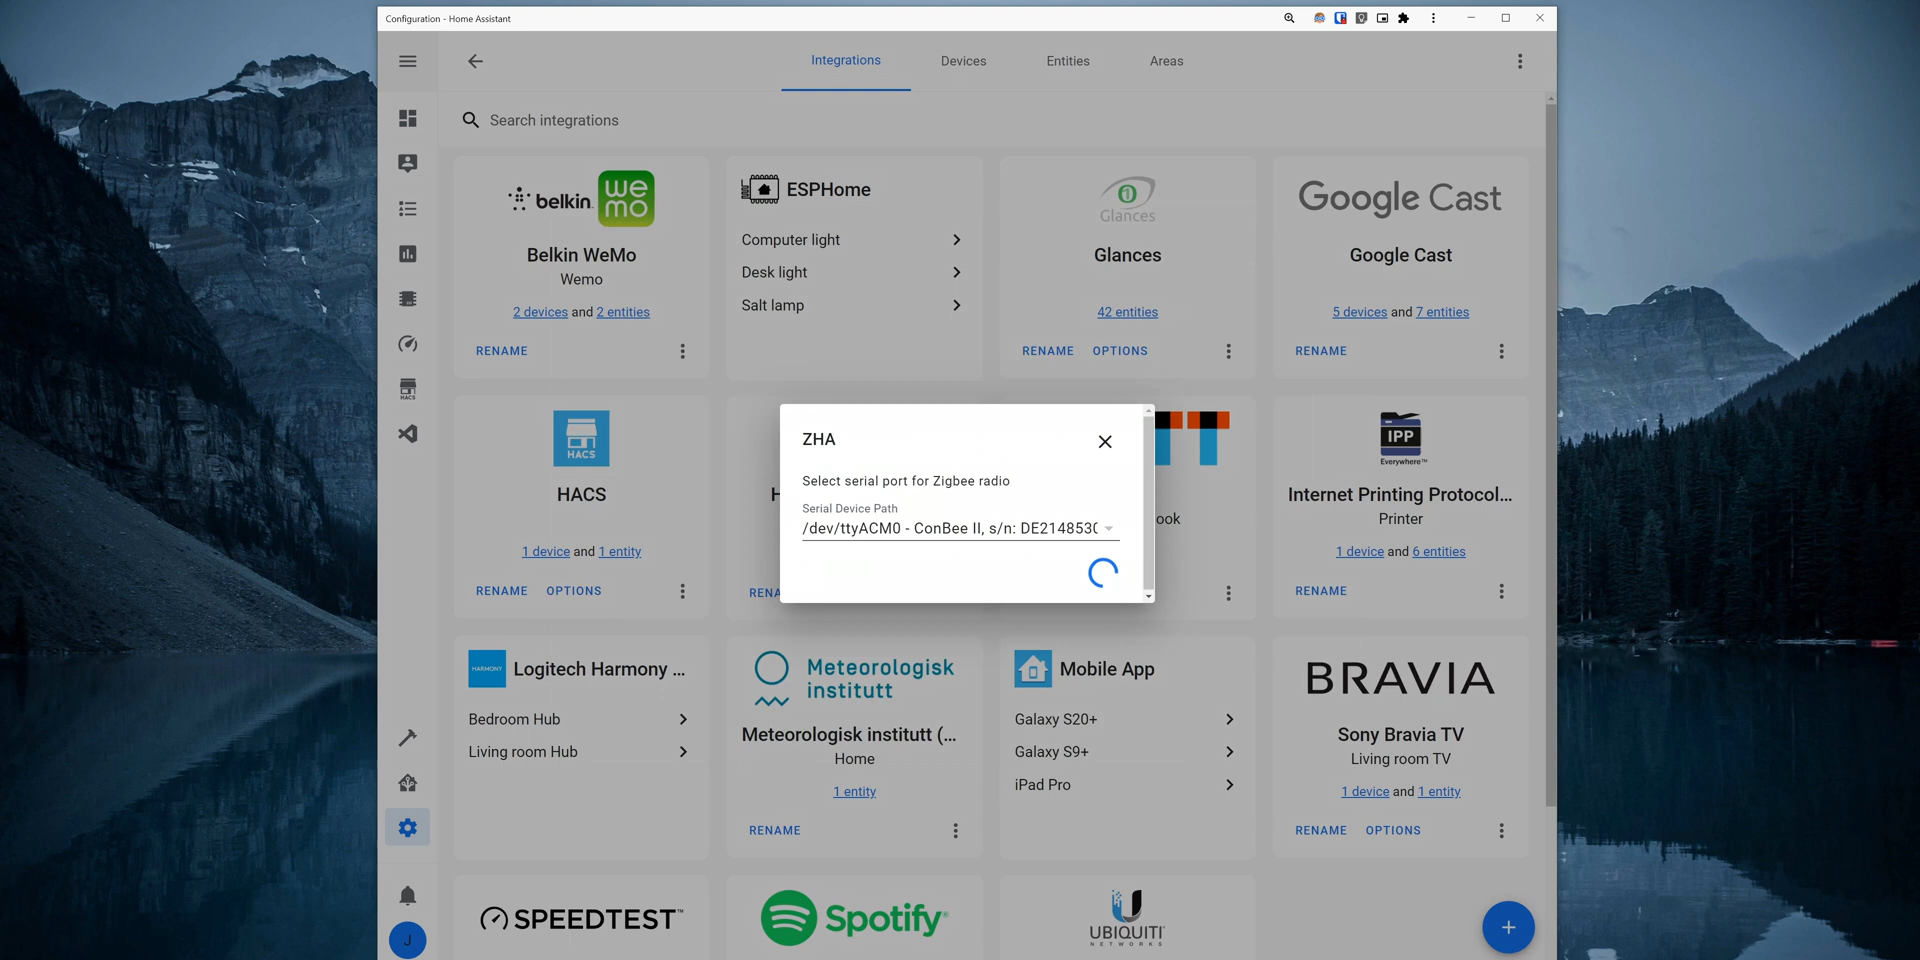 Configuration - Home Assistant
Integrations
Devices
Entities
Areas
Search integrations
belkin
we
mo
Belkin WeMo
Wemo
2 devices and 2 entities
RENAME
ESPHome
Computer light
Desk light
Salt lamp
Glances
Glances
42 entities
RENAME OPTIONS
Google Cast
Google Cast
5 devices and 7 entities
RENAME
HACS
HACS
HACS
1 device and 1 entity
RENAME OPTIONS
H
RENA
ZHA
Select serial port for Zigbee radio
Serial Device Path
/dev/ttyACM0 - ConBee II, s/n: DE2148530
T
ook
IPP
Everywhere™
Internet Printing Protocol...
Printer
1 device and 6 entities
RENAME
HARMONY
Logitech Harmony ...
Bedroom Hub
Living room Hub
Meteorologisk
institutt
Meteorologisk institutt (...
Home
1 entity
RENAME
Mobile App
Galaxy S20+
Galaxy S9+
iPad Pro
BRAVIA
Sony Bravia TV
Living room TV
1 device and 1 entity
RENAME OPTIONS
J
SPEEDTEST™
Spotify®
U
UBIQUITI
NETWORKS
+